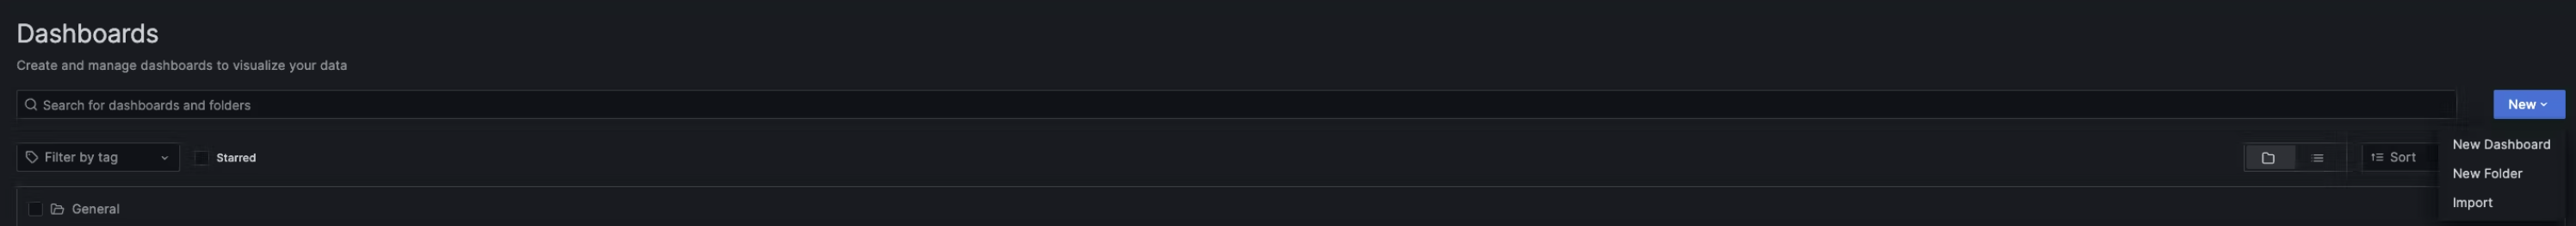 Dashboards
Create and manage dashboards to visualize your data
Search for dashboards and folders
New
Filter by tag
Starred
Sort
New Dashboard
New Folder
Import
General